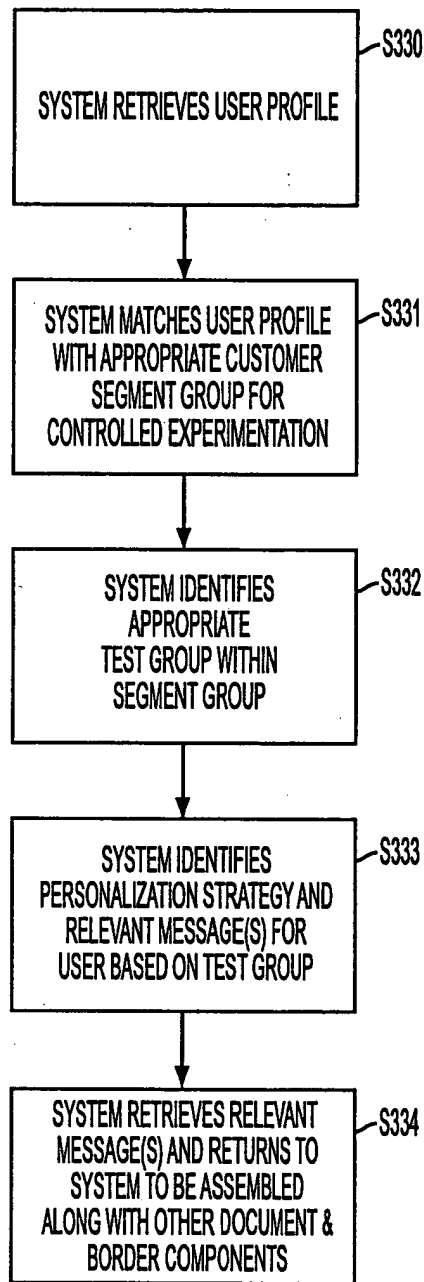 S330
SYSTEM RETRIEVES USER PROFILE
S331
SYSTEM MATCHES USER PROFILE
WITH APPROPRIATE CUSTOMER
SEGMENT GROUP FOR
CONTROLLED EXPERIMENTATION
S332
SYSTEM IDENTIFIES
APPROPRIATE
TEST GROUP WITHIN
SEGMENT GROUP
S333
SYSTEM IDENTIFIES
PERSONALIZATION STRATEGY AND
RELEVANT MESSAGE(S) FOR
USER BASED ON TEST GROUP
S334
SYSTEM RETRIEVES RELEVANT
MESSAGE(S) AND RETURNS TO
SYSTEM TO BE ASSEMBLED
ALONG WITH OTHER DOCUMENT &
BORDER COMPONENTS